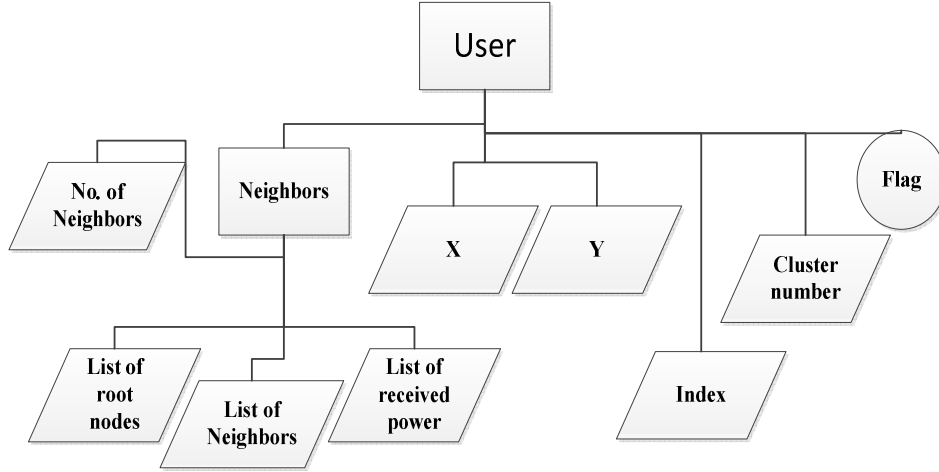 User
No. of
Neighbors
Neighbors
X
Y
Flag
Cluster
number
List of
root
nodes
List of
Neighbors
List of
received
power
Index